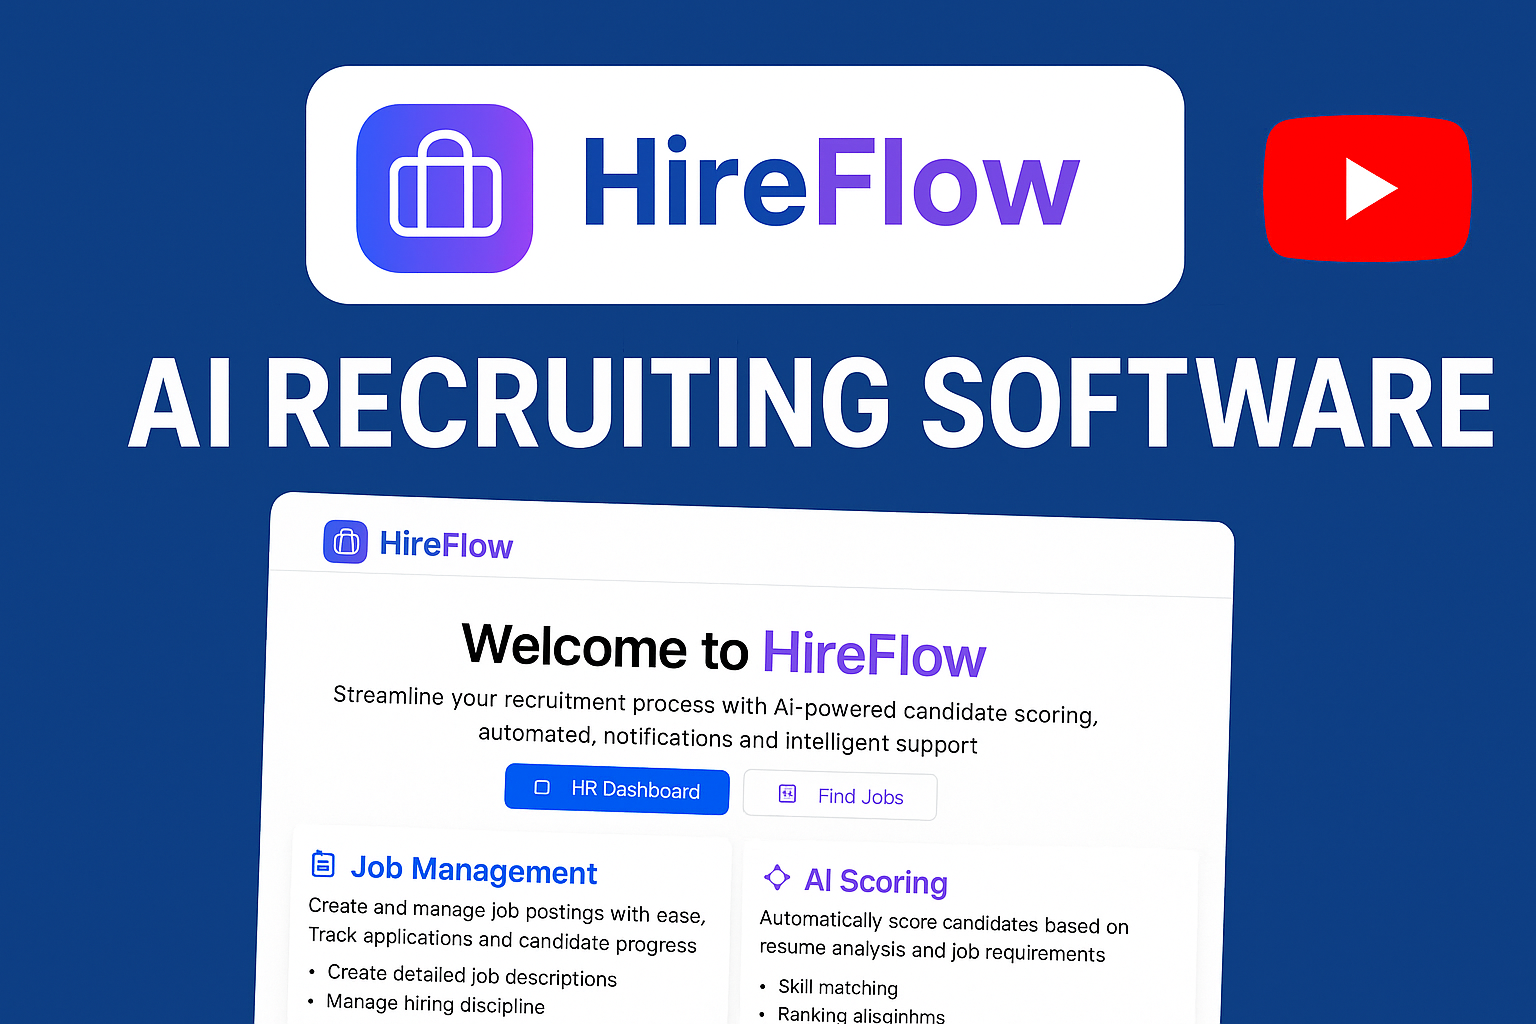 HireFlow
AI RECRUITING SOFTWARE
HireFlow
Welcome to HireFlow
Streamline your recruitment process with Ai-powered candidate scoring,
automated, notifications and intelligent support
HR Dashboard
Find Jobs
Job Management
Create and manage job postings with ease,
Track applications and candidate progress
• Create detailed job descriptions
• Manage hiring discipline
AI Scoring
Automatically score candidates based on
resume analysis and job requirements
• Skill matching
• Ranking